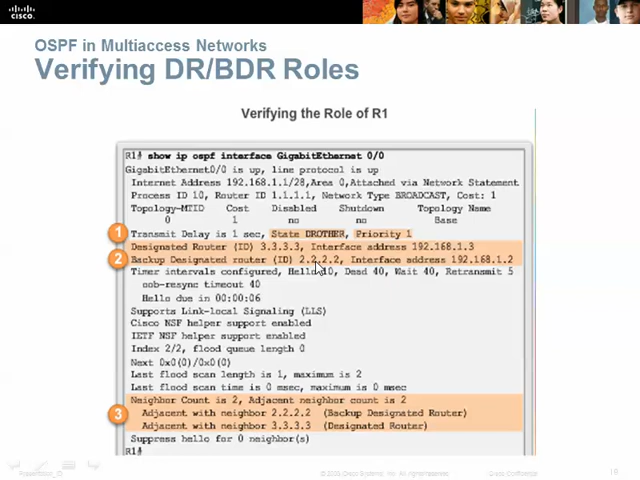 CISCO.
OSPF in Multiaccess Networks
Verifying DR/BDR Roles
Verifying the Role of R1
R1# show ip ospf interface GigabitEthernet 0/0
GigabitEthernet0/0 is up, line protocol is up
Internet Address 192.168.1.1/28,Area 0,Attached via Network Statement
Process ID 10, Router ID 1.1.1.1, Network Type BROADCAST, Cost: 1
Topology-MTID Cost Disabled Shutdown Topology Name
0 1 no no Base
1 Transmit Delay is 1 sec, State DROTHER, Priority 1
Designated Router (ID) 3.3.3.3, Interface address 192.168.1.3
2 Backup Designated router (ID) 2.2.2.2, Interface address 192.168.1.2
Timer intervals configured, Hello 10, Dead 40, Wait 40, Retransmit 5
oob-resync timeout 40
Hello due in 00:00:06
Supports Link-local Signaling (LLS)
Cisco NSF helper support enabled
IETF NSF helper support enabled
Index 2/2, flood queue length 0
Next 0x0(0)/0x0(0)
Last flood scan length is 1, maximum is 2
Last flood scan time is 0 msec, maximum is 0 msec
Neighbor Count is 2, Adjacent neighbor count is 2
3 Adjacent with neighbor 2.2.2.2 (Backup Designated Router)
Adjacent with neighbor 3.3.3.3 (Designated Router)
Suppress hello for 0 neighbor(s)
R1#
Presentation_ID © 2008 Cisco Systems, Inc. All rights reserved. Cisco Confidential